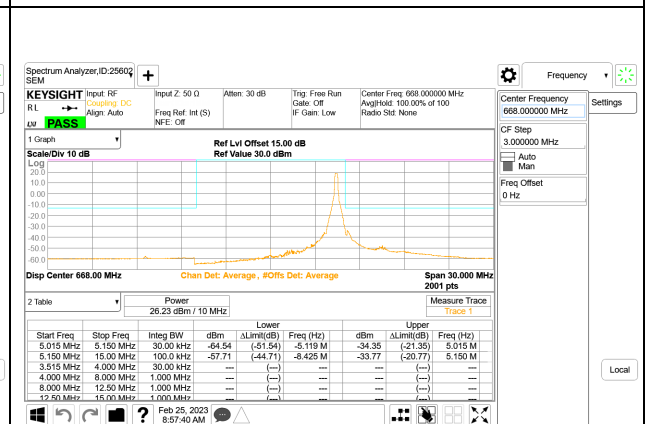 Spectrum Analyzer,ID:25602
SEM
+
Frequency
KEYSIGHT Input: RF Input Z: 50 Ω Atten: 30 dB Trig: Free Run Center Freq: 668.000000 MHz
RL Coupling: DC Gate: Off Avg|Hold: 100.00% of 100
Align: Auto Freq Ref: Int (S) IF Gain: Low Radio Std: None
LXI PASS NFE: Off
Center Frequency
668.000000 MHz
Settings
CF Step
3.000000 MHz
Auto
Man
Freq Offset
0 Hz
1 Graph Ref Lvl Offset 15.00 dB
Scale/Div 10 dB Ref Value 30.0 dBm
Log
20.0
10.0
0.00
-10.0
-20.0
-30.0
-40.0
-50.0
-60.0
Disp Center 668.00 MHz Chan Det: Average , #Offs Det: Average Span 30.000 MHz
2001 pts
2 Table Power Measure Trace
26.23 dBm / 10 MHz Trace 1
Lower Upper
Start Freq Stop Freq Integ BW dBm ΔLimit(dB) Freq (Hz) dBm ΔLimit(dB) Freq (Hz)
5.015 MHz 5.150 MHz 30.00 kHz -64.54 (-51.54) -5.119 M -34.35 (-21.35) 5.015 M
5.150 MHz 15.00 MHz 100.0 kHz -57.71 (-44.71) -8.425 M -33.77 (-20.77) 5.150 M
3.515 MHz 4.000 MHz 30.00 kHz --- (---) --- (---)
4.000 MHz 8.000 MHz 1.000 MHz --- (---) --- (---)
8.000 MHz 12.50 MHz 1.000 MHz --- (---) --- (---)
12.50 MHz 15.00 MHz 1.000 MHz --- (---) --- (---)
Local
? Feb 25, 2023
8:57:40 AM